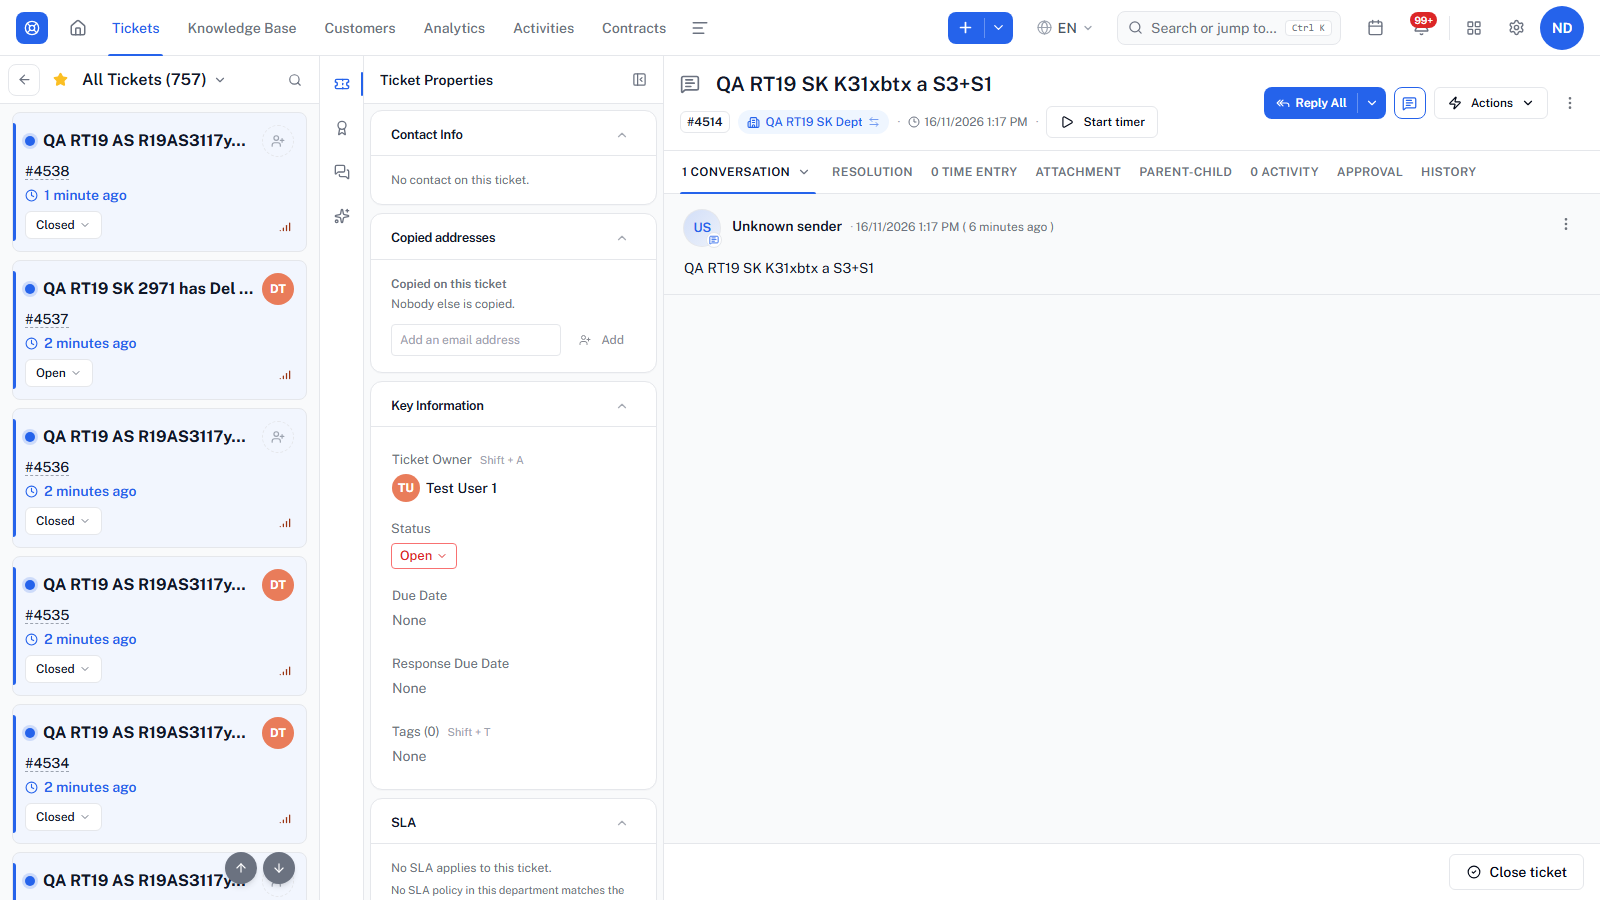 Tickets
Knowledge Base
Customers
Analytics
Activities
Contracts
EN
Search or jump to...
Ctrl K
99+
ND
All Tickets (757)
QA RT19 AS R19AS3117y...
#4538
1 minute ago
Closed
QA RT19 SK 2971 has Del ...
DT
#4537
2 minutes ago
Open
QA RT19 AS R19AS3117y...
#4536
2 minutes ago
Closed
QA RT19 AS R19AS3117y...
DT
#4535
2 minutes ago
Closed
QA RT19 AS R19AS3117y...
DT
#4534
2 minutes ago
Closed
QA RT19 AS R19AS3117y...
Ticket Properties
Contact Info
No contact on this ticket.
Copied addresses
Copied on this ticket
Nobody else is copied.
Add an email address
Add
Key Information
Ticket Owner Shift + A
TU Test User 1
Status
Open
Due Date
None
Response Due Date
None
Tags (0) Shift + T
None
SLA
No SLA applies to this ticket.
No SLA policy in this department matches the
QA RT19 SK K31xbtx a S3+S1
#4514
QA RT19 SK Dept
· 16/11/2026 1:17 PM ·
Start timer
Reply All
Actions
1 CONVERSATION
RESOLUTION
0 TIME ENTRY
ATTACHMENT
PARENT-CHILD
0 ACTIVITY
APPROVAL
HISTORY
US
Unknown sender · 16/11/2026 1:17 PM ( 6 minutes ago )
QA RT19 SK K31xbtx a S3+S1
Close ticket